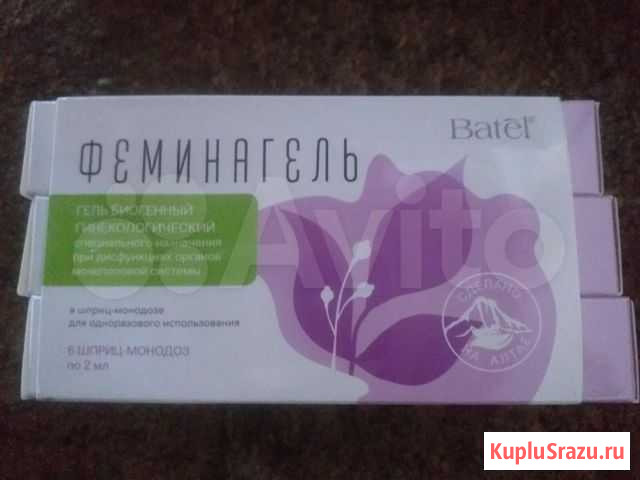 Batel®
ФЕМИНАГЕЛЬ
ГЕЛЬ БИОГЕННЫЙ
ГИНЕКОЛОГИЧЕСКИЙ
специального назначения
при дисфункциях органов
мочеполовой системы
Avito
в шприц-монодозе
для одноразового использования
6 ШПРИЦ-МОНОДОЗ
по 2 мл
СДЕЛАНО
НА АЛТАЕ
KupluSrazu.ru